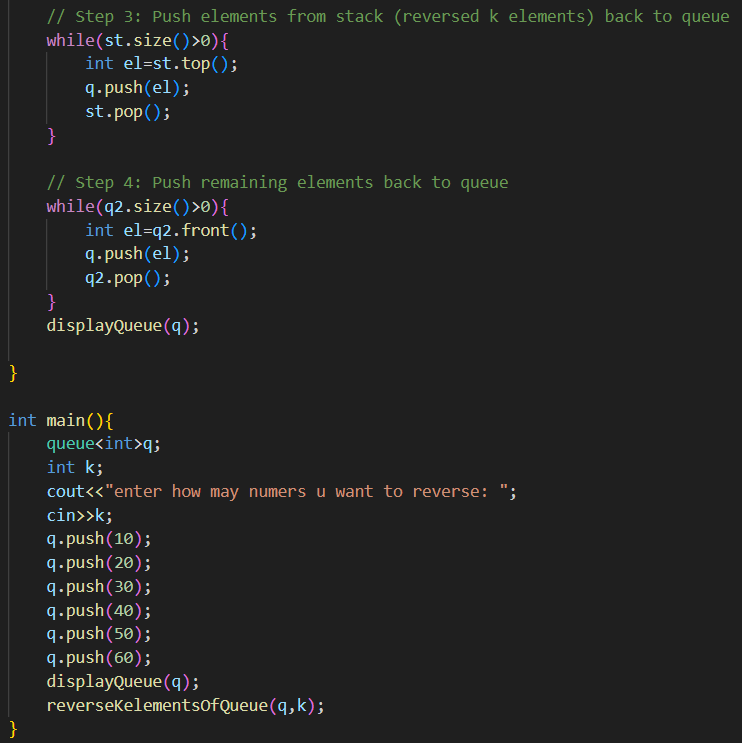 // Step 3: Push elements from stack (reversed k elements) back to queue
while(st.size()>0){
int el=st.top();
q.push(el);
st.pop();
}
// Step 4: Push remaining elements back to queue
while(q2.size()>0){
int el=q2.front();
q.push(el);
q2.pop();
}
displayQueue(q);
}
int main(){
queue<int>q;
int k;
cout<<"enter how may numers u want to reverse: ";
cin>>k;
q.push(10);
q.push(20);
q.push(30);
q.push(40);
q.push(50);
q.push(60);
displayQueue(q);
reverseKelementsOfQueue(q,k);
}